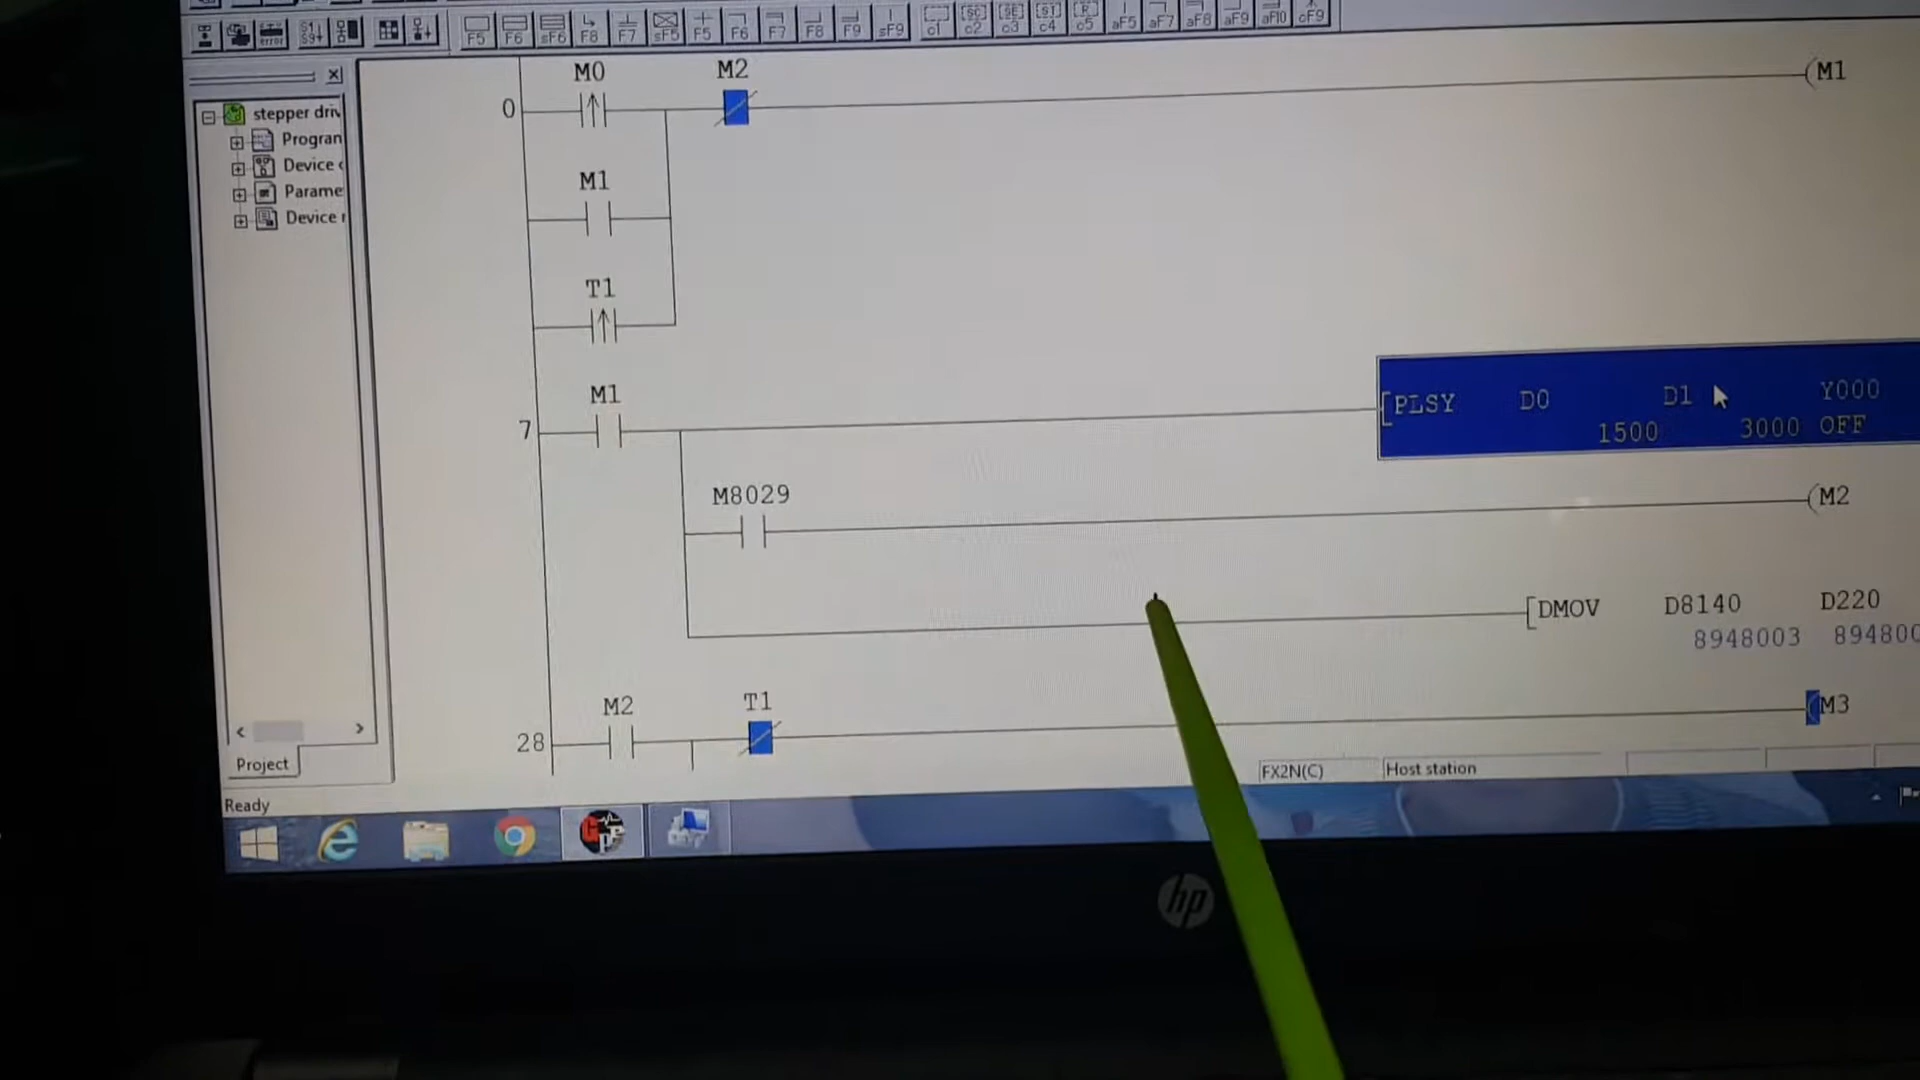 F5 F6 sF6 F8 F7 sF5 F5 F6 F7 F8 F9 sF9 c1 c2 c3 c4 c5 aF5 aF7 aF8 aF9 aF10 cF9
stepper driv
Progran
Device
Parame
Device
Project
Ready
M0 M2
0 (M1
M1
T1
M1
7 [PLSY D0 D1 Y000
1500 3000 OFF
M8029
(M2
[DMOV D8140 D220
8948003 894800
M2 T1
28 (M3
FX2N(C) Host station
hp